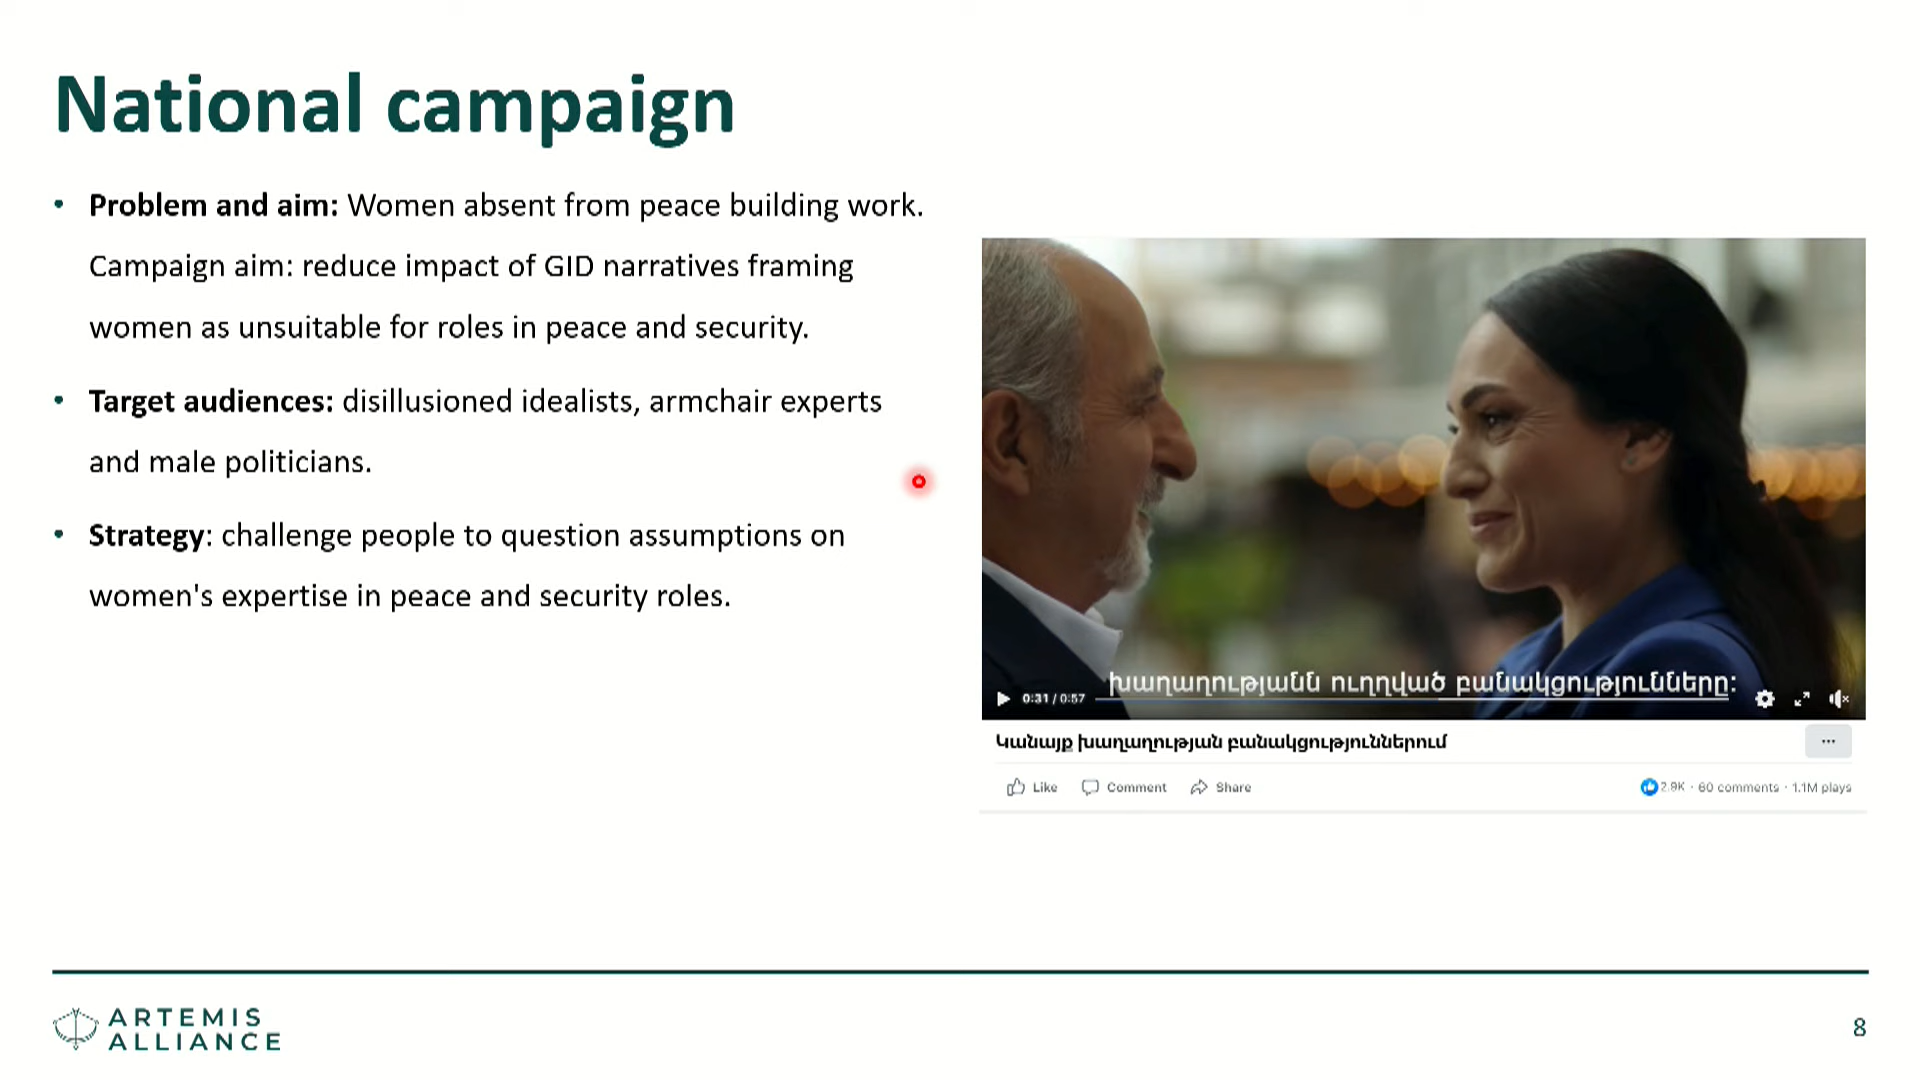 National campaign
• Problem and aim: Women absent from peace building work.
Campaign aim: reduce impact of GID narratives framing
women as unsuitable for roles in peace and security.
• Target audiences: disillusioned idealists, armchair experts
and male politicians.
• Strategy: challenge people to question assumptions on
women's expertise in peace and security roles.
խաղաղությանն ուղղված բանակցությունները:
0:31 / 0:57
Կանայք խաղաղության բանակցություններում
Like Comment Share 2.9K · 60 comments · 1.1M plays
ARTEMIS
ALLIANCE
8